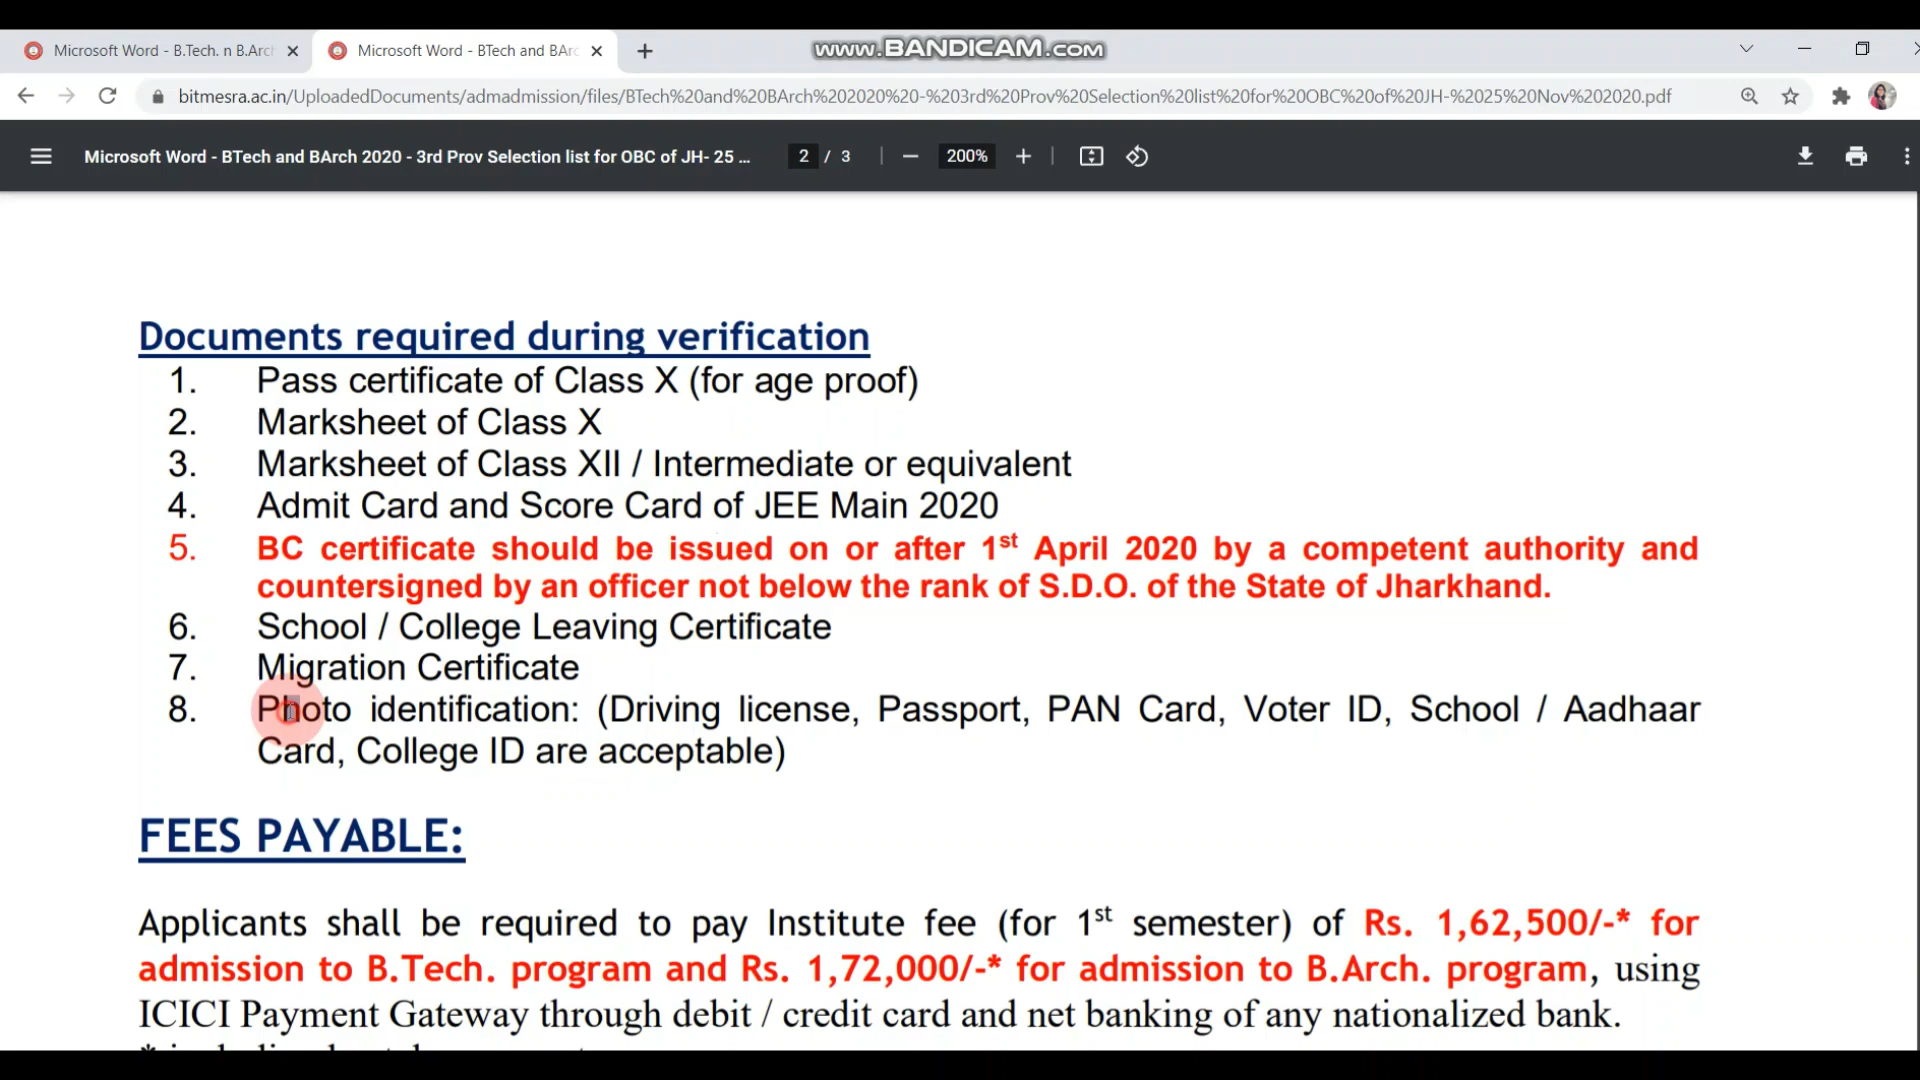 www.BANDICAM.com
Microsoft Word - B.Tech. n B.Arch
Microsoft Word - BTech and BArc
bitmesra.ac.in/UploadedDocuments/admadmission/files/BTech%20and%20BArch%202020%20-%203rd%20Prov%20Selection%20list%20for%20OBC%20of%20JH-%2025%20Nov%202020.pdf
Microsoft Word - BTech and BArch 2020 - 3rd Prov Selection list for OBC of JH- 25 ... 2 / 3 200%
Documents required during verification
1. Pass certificate of Class X (for age proof)
2. Marksheet of Class X
3. Marksheet of Class XII / Intermediate or equivalent
4. Admit Card and Score Card of JEE Main 2020
5. BC certificate should be issued on or after 1st April 2020 by a competent authority and
countersigned by an officer not below the rank of S.D.O. of the State of Jharkhand.
6. School / College Leaving Certificate
7. Migration Certificate
8. Photo identification: (Driving license, Passport, PAN Card, Voter ID, School / Aadhaar
Card, College ID are acceptable)
FEES PAYABLE:
Applicants shall be required to pay Institute fee (for 1st semester) of Rs. 1,62,500/-* for
admission to B.Tech. program and Rs. 1,72,000/-* for admission to B.Arch. program, using
ICICI Payment Gateway through debit / credit card and net banking of any nationalized bank.